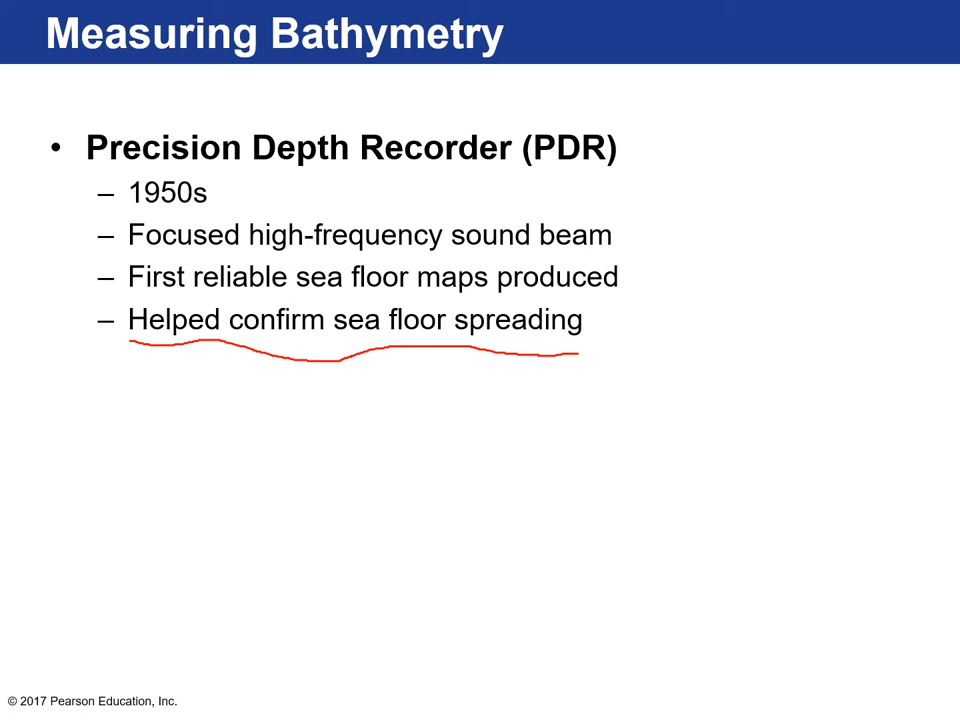 Measuring Bathymetry
• Precision Depth Recorder (PDR)
– 1950s
– Focused high-frequency sound beam
– First reliable sea floor maps produced
– Helped confirm sea floor spreading
© 2017 Pearson Education, Inc.